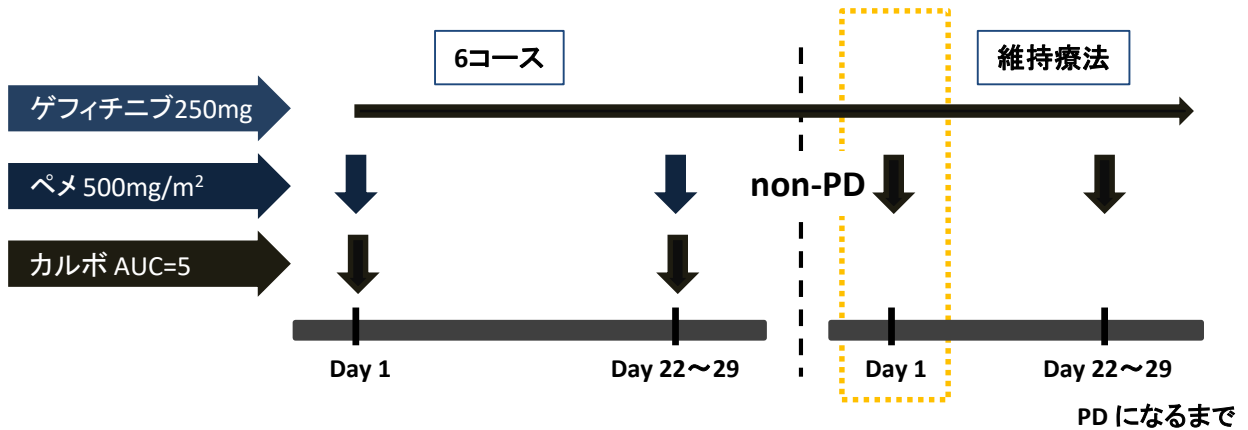 6コース
維持療法
ゲフィチニブ250mg
ペメ 500mg/m²
non-PD
カルボ AUC=5
Day 1
Day 22~29
Day 1
Day 22~29
PD になるまで